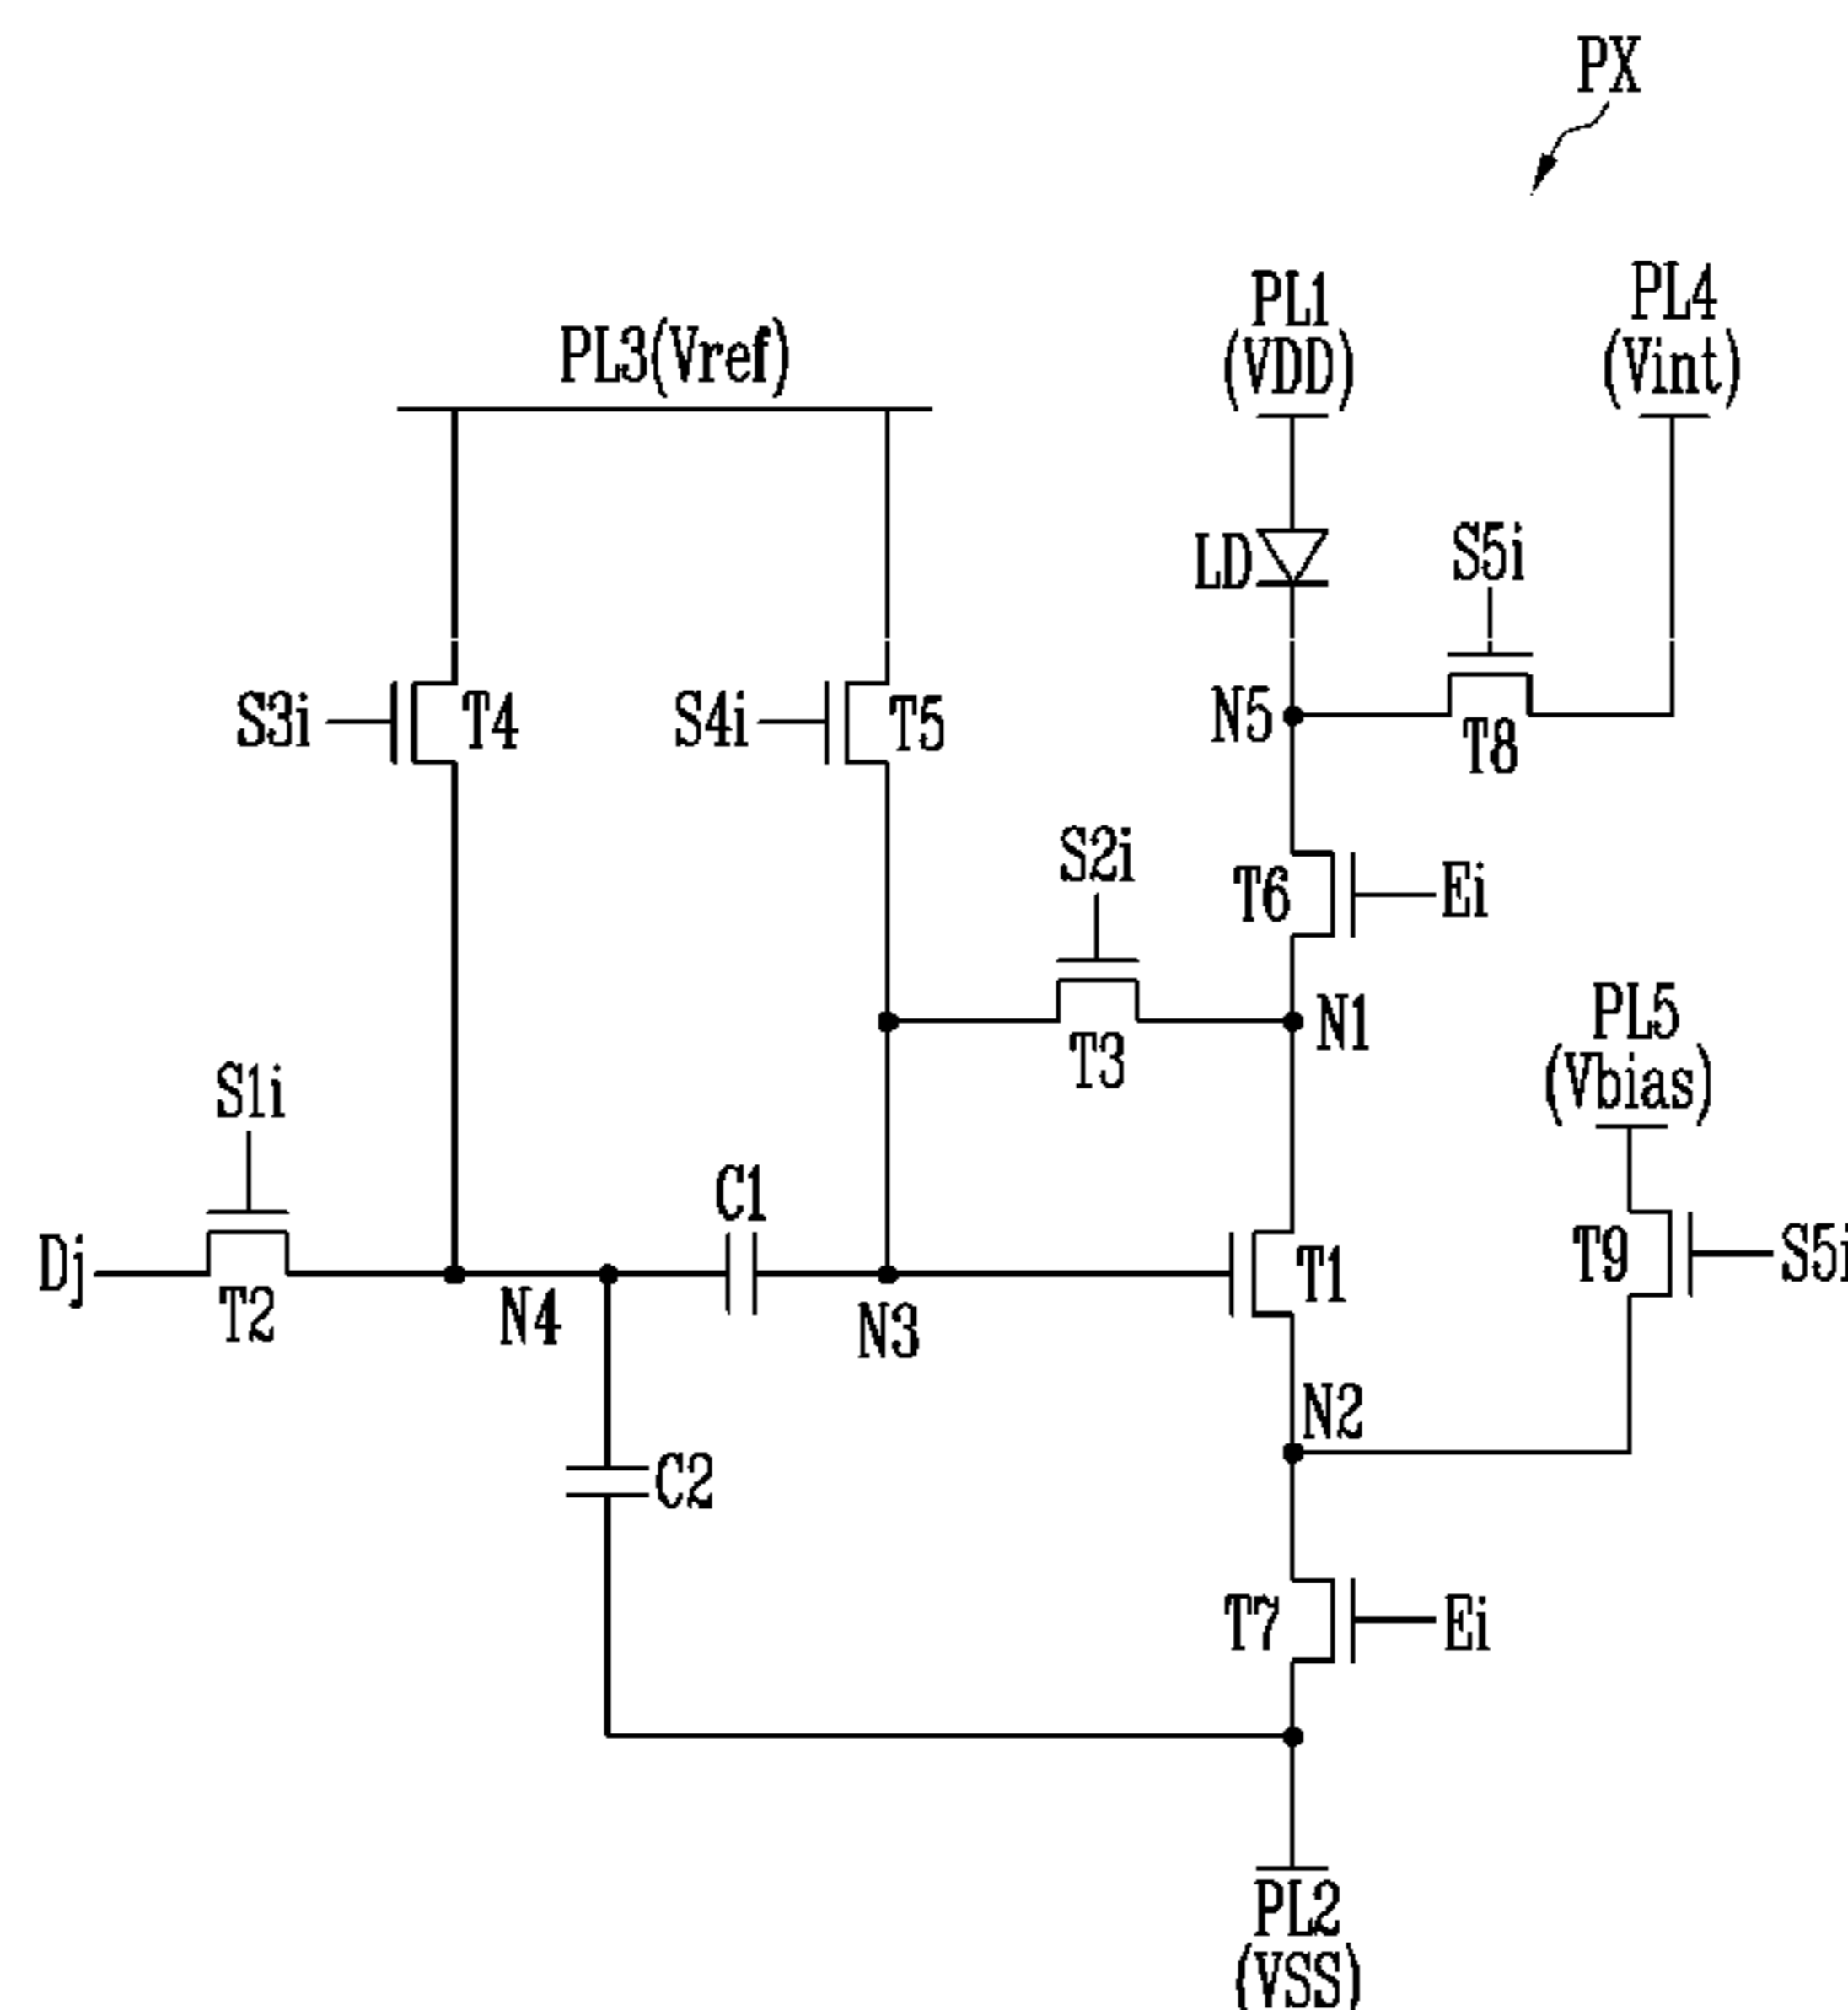 PX
PL1
(VDD)
PL4
(Vint)
PL3(Vref)
LD
S5i
S3i
T4
S4i
T5
N5
T8
S2i
T6
Ei
T3
N1
PL5
(Vbias)
S1i
C1
Dj
T2
N4
N3
T1
T9
S5i
N2
C2
T7
Ei
PL2
(VSS)